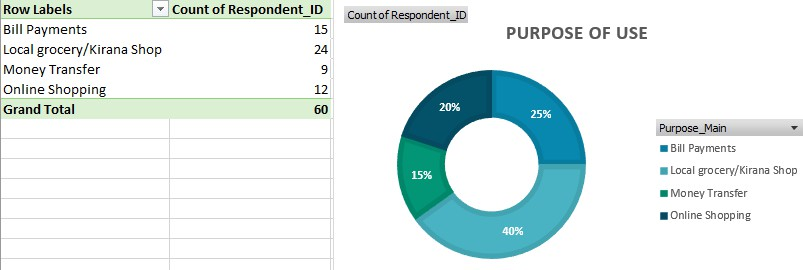 Row Labels Count of Respondent_ID
Bill Payments 15
Local grocery/Kirana Shop 24
Money Transfer 9
Online Shopping 12
Grand Total 60
Count of Respondent_ID
PURPOSE OF USE
20%
25%
15%
40%
Purpose_Main
Bill Payments
Local grocery/Kirana Shop
Money Transfer
Online Shopping